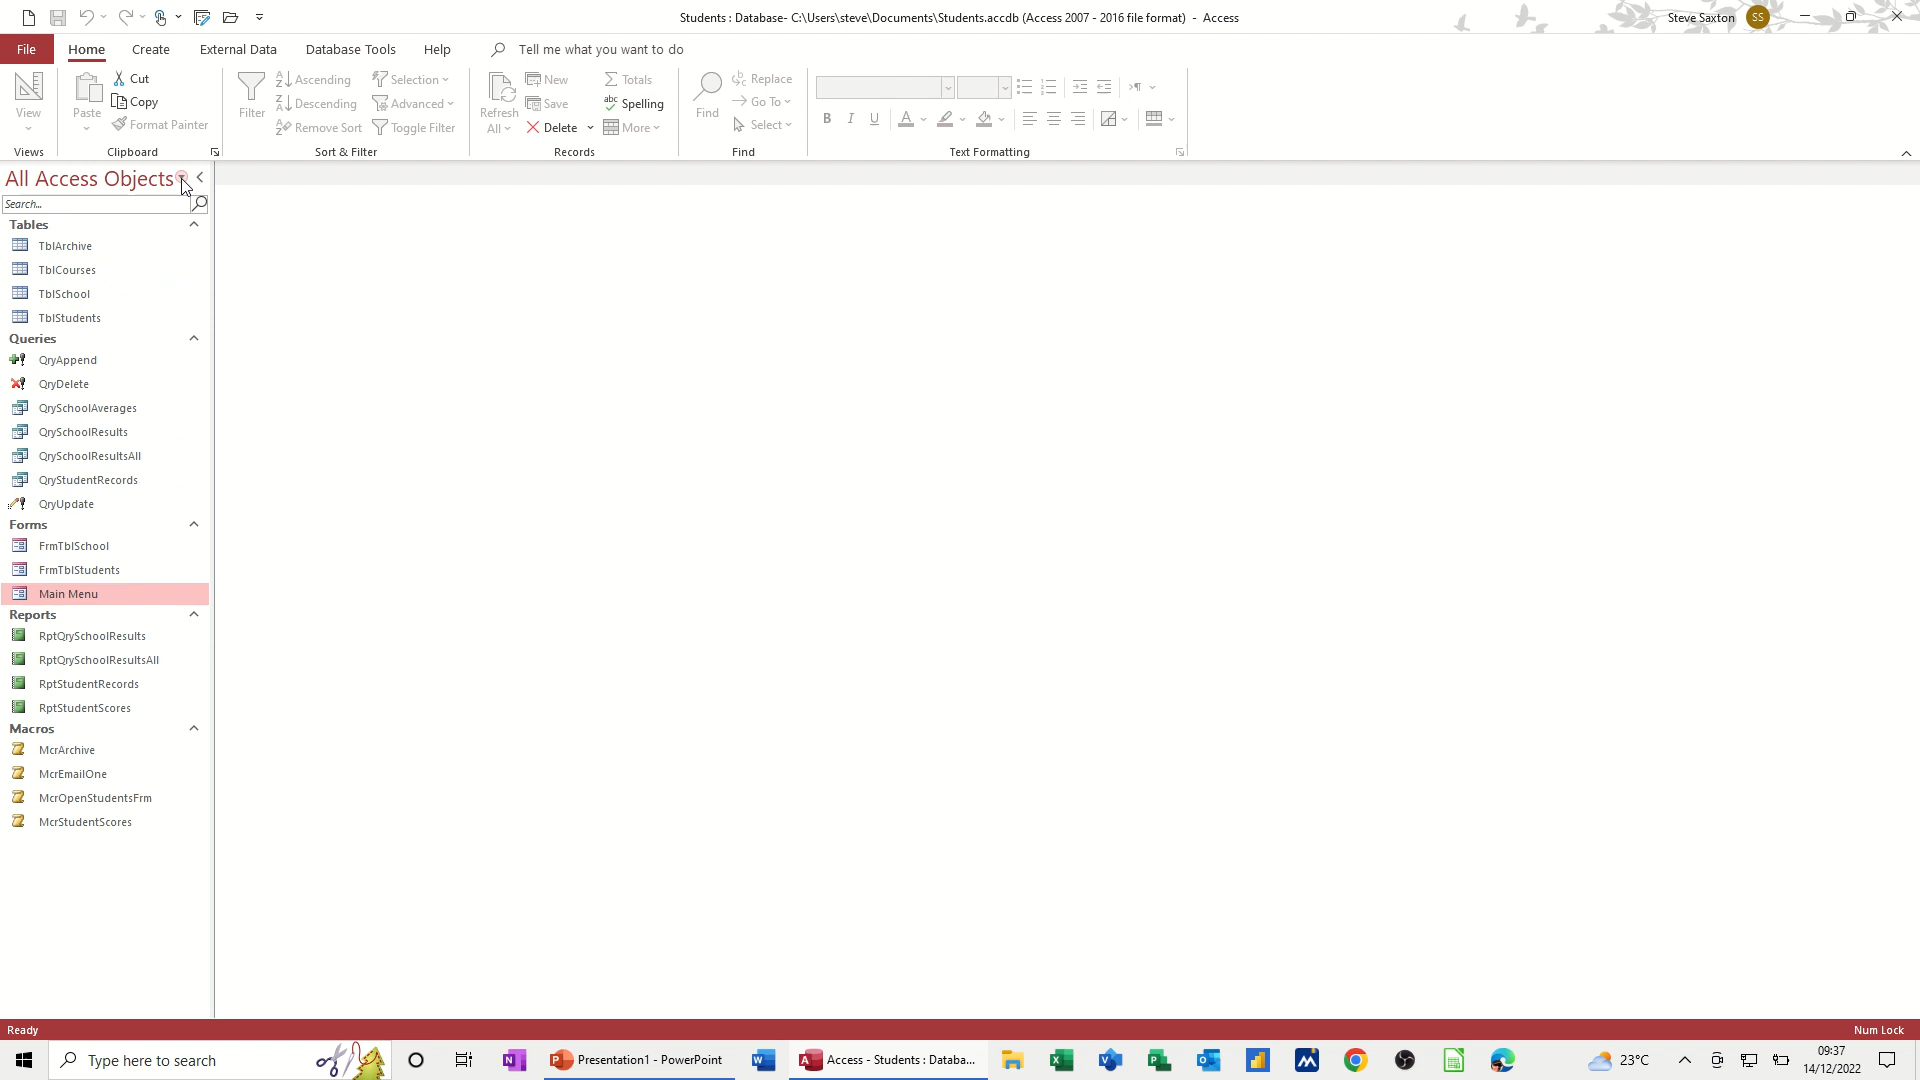 Students : Database- C:\Users\steve\Documents\Students.accdb (Access 2007 - 2016 file format) - Access
Steve Saxton
SS
File
Home
Create
External Data
Database Tools
Help
Tell me what you want to do
View
Views
Paste
Cut
Copy
Format Painter
Clipboard
Filter
Ascending
Descending
Remove Sort
Selection
Advanced
Toggle Filter
Sort & Filter
Refresh
All
New
Save
Delete
Totals
Spelling
More
Records
Find
Replace
Go To
Select
Find
B I U
Text Formatting
All Access Objects
Search...
Tables
TblArchive
TblCourses
TblSchool
TblStudents
Queries
QryAppend
QryDelete
QrySchoolAverages
QrySchoolResults
QrySchoolResultsAll
QryStudentRecords
QryUpdate
Forms
FrmTblSchool
FrmTblStudents
Main Menu
Reports
RptQrySchoolResults
RptQrySchoolResultsAll
RptStudentRecords
RptStudentScores
Macros
McrArchive
McrEmailOne
McrOpenStudentsFrm
McrStudentScores
Ready
Num Lock
Type here to search
Presentation1 - PowerPoint
Access - Students : Databa...
23°C
09:37
14/12/2022